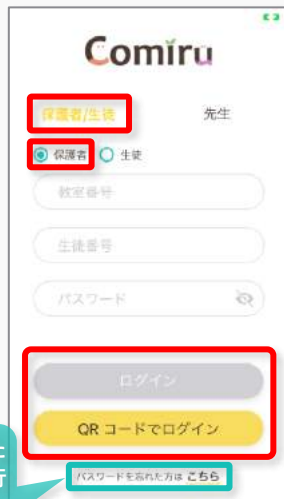 Comiru
保護者/生徒
先生
保護者 生徒
教室番号
生徒番号
パスワード
ログイン
QR コードでログイン
パスワードを忘れた方は こちら